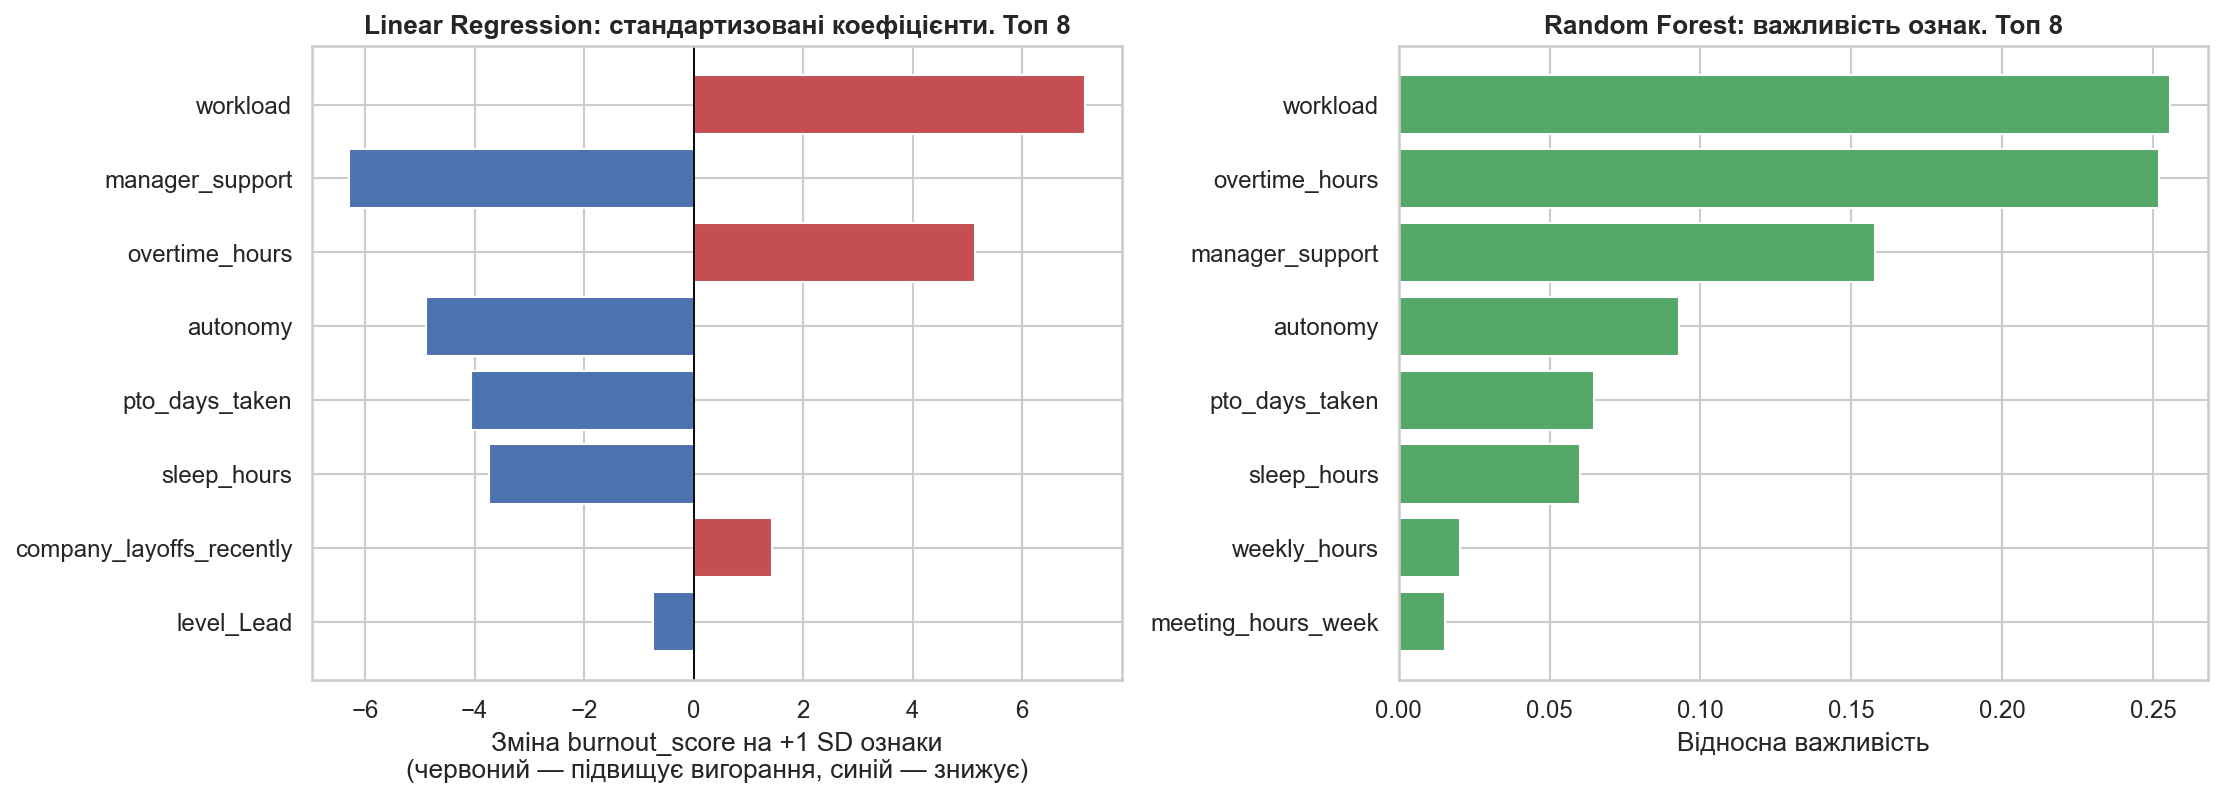 Linear Regression: стандартизовані коефіцієнти. Топ 8
workload
manager_support
overtime_hours
autonomy
pto_days_taken
sleep_hours
company_layoffs_recently
level_Lead
−6 −4 −2 0 2 4 6
Зміна burnout_score на +1 SD ознаки
(червоний — підвищує вигорання, синій — знижує)
Random Forest: важливість ознак. Топ 8
workload
overtime_hours
manager_support
autonomy
pto_days_taken
sleep_hours
weekly_hours
meeting_hours_week
0.00 0.05 0.10 0.15 0.20 0.25
Відносна важливість